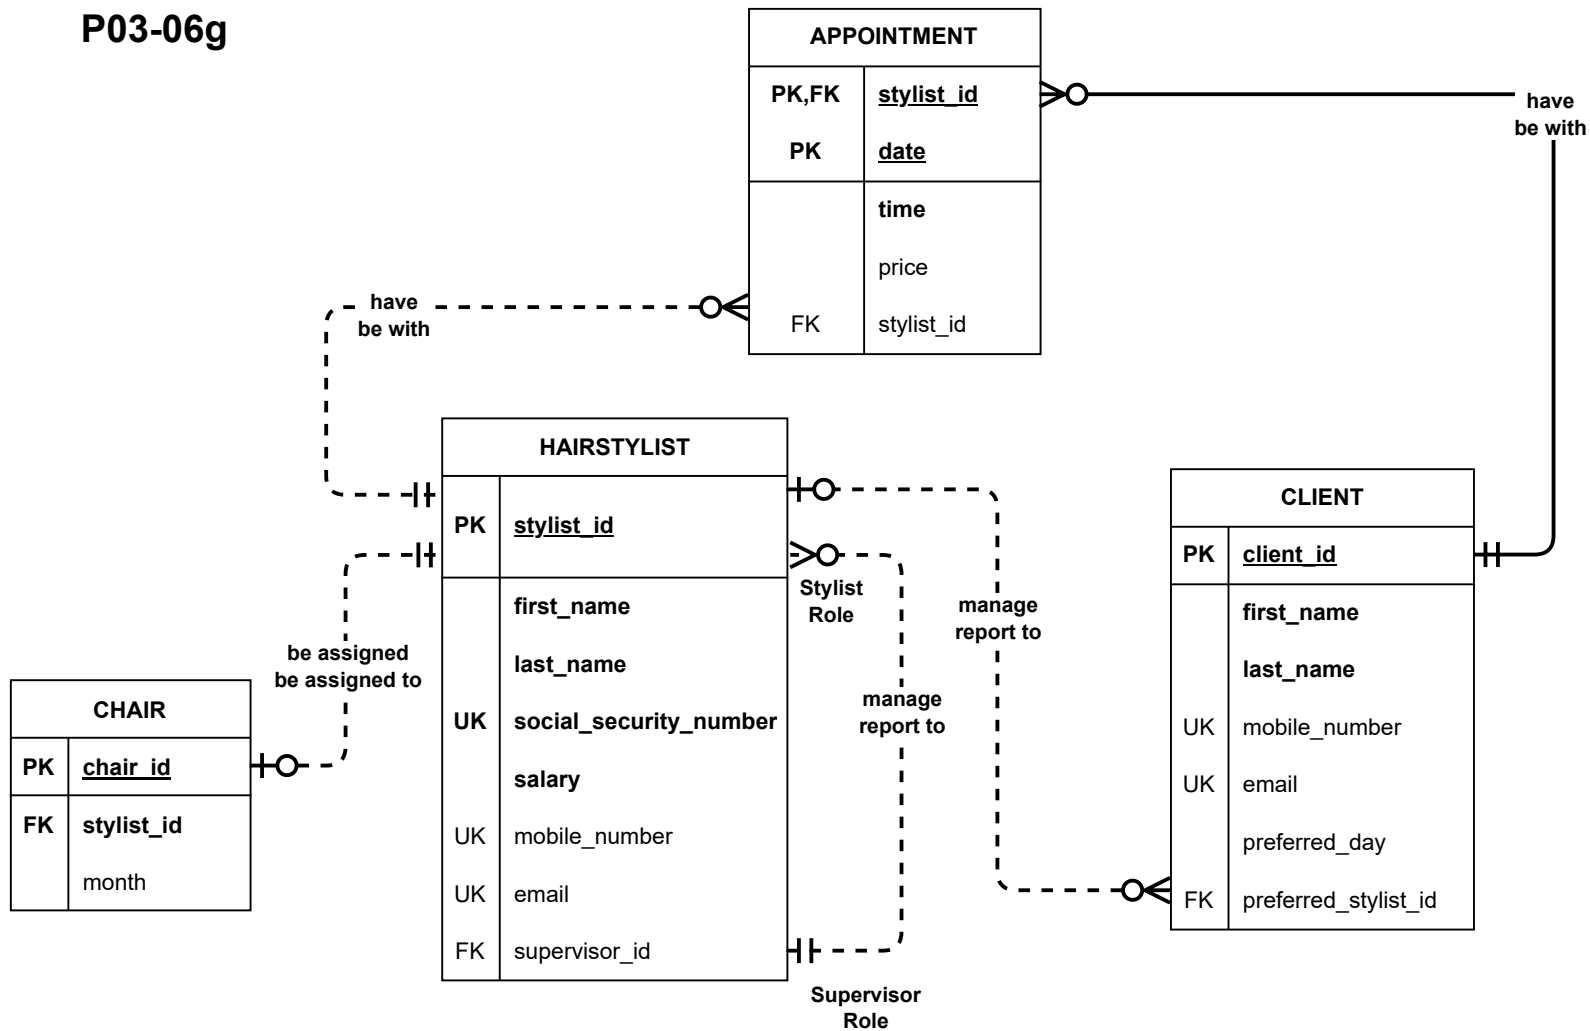 P03-06g
APPOINTMENT
PK,FK stylist_id
PK date
time
price
FK stylist_id
have
be with
have
be with
HAIRSTYLIST
PK stylist_id
first_name
last_name
UK social_security_number
salary
UK mobile_number
UK email
FK supervisor_id
Stylist
Role
manage
report to
manage
report to
Supervisor
Role
be assigned
be assigned to
CHAIR
PK chair_id
FK stylist_id
month
CLIENT
PK client_id
first_name
last_name
UK mobile_number
UK email
preferred_day
FK preferred_stylist_id